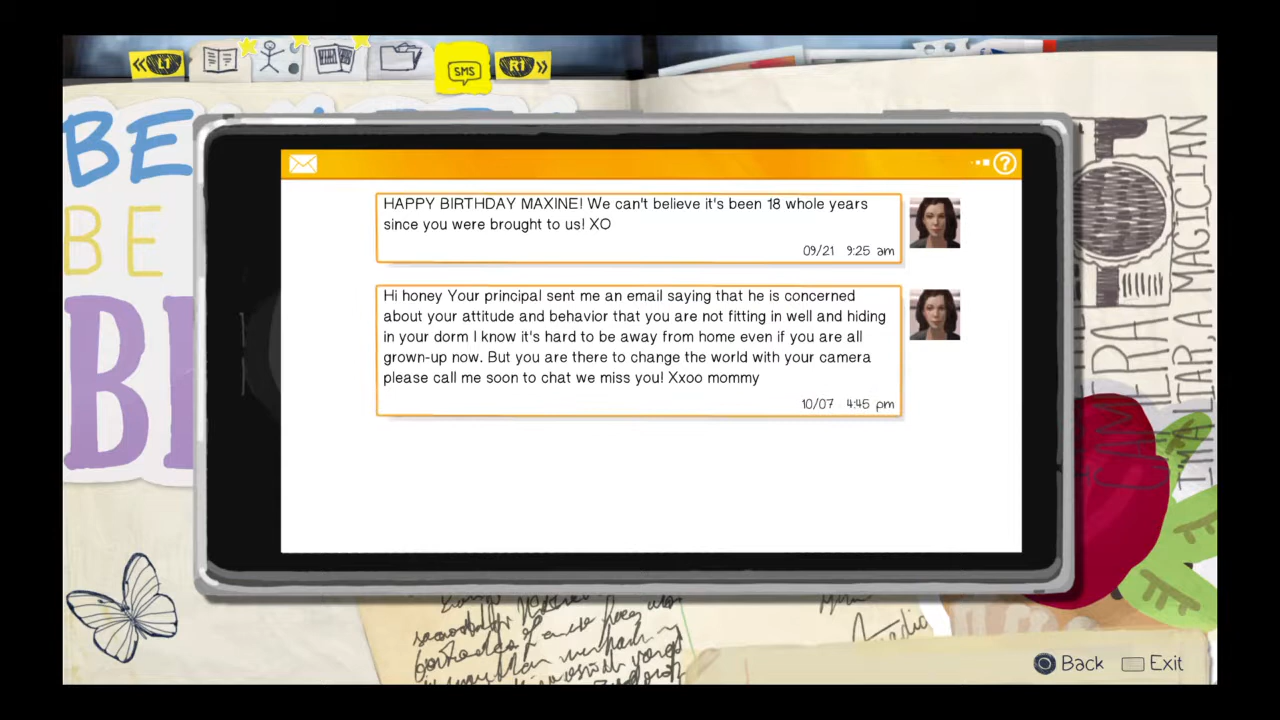 L1
SMS
R1
BE
BE
HAPPY BIRTHDAY MAXINE! We can't believe it's been 18 whole years
since you were brought to us! XO
09/21 9:25 am
Hi honey Your principal sent me an email saying that he is concerned
about your attitude and behavior that you are not fitting in well and hiding
in your dorm I know it's hard to be away from home even if you are all
grown-up now. But you are there to change the world with your camera
please call me soon to chat we miss you! Xxoo mommy
10/07 4:45 pm
CAMERA
I'M A LIAR, A MAGICIAN
Back Exit